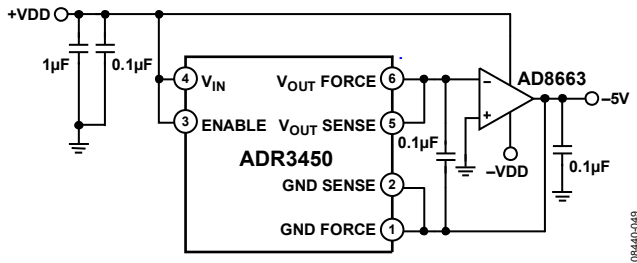 +VDD
1µF
0.1µF
4
VIN
VOUT FORCE
6
AD8663
−
+
–5V
3
ENABLE
VOUT SENSE
5
ADR3450
0.1µF
–VDD
0.1µF
GND SENSE
2
GND FORCE
1
08440-049